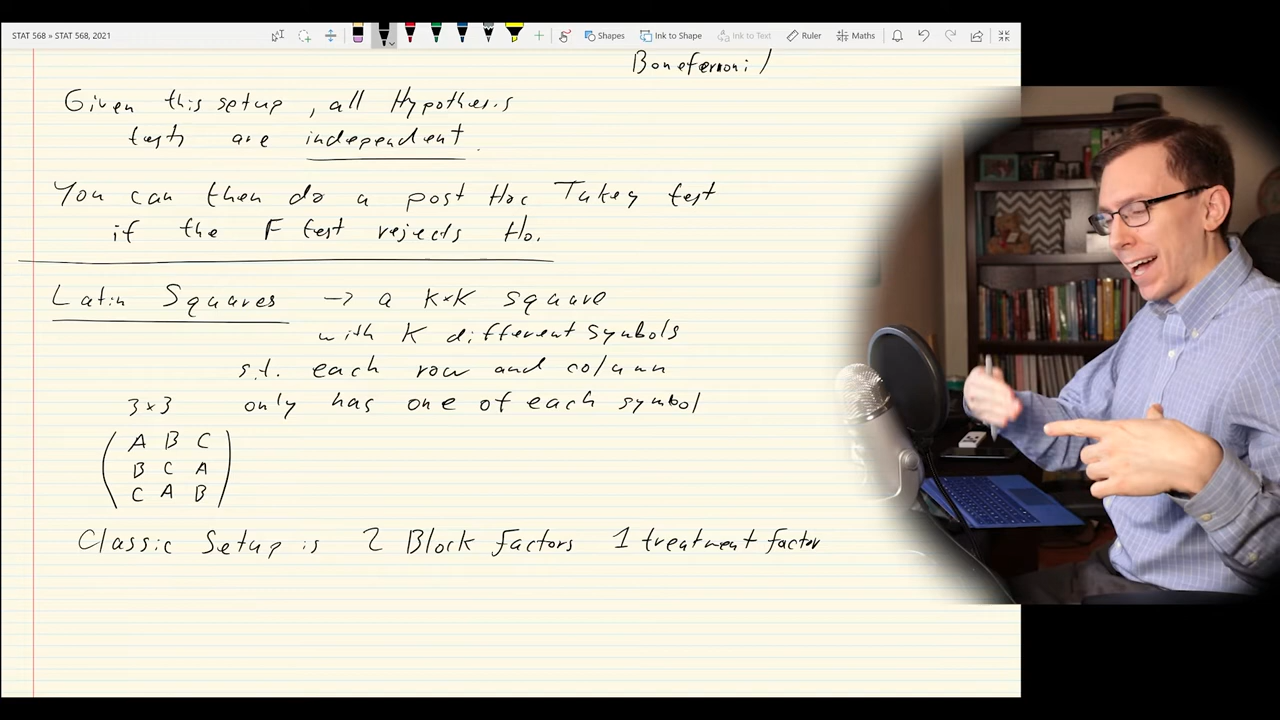 STAT 568 » STAT 568, 2021
Shapes
Ink to Shape
Ink to Text
Ruler
Maths
Boneferroni
Given this setup, all Hypothesis
tests are independent.
You can then do a post Hoc Tukey test
if the F test rejects Ho.
Latin Squares -> a K×K square
with K different symbols
s.t. each row and column
only has one of each symbol
3×3
A B C
B C A
C A B
Classic Setup is 2 Block Factors 1 treatment factor